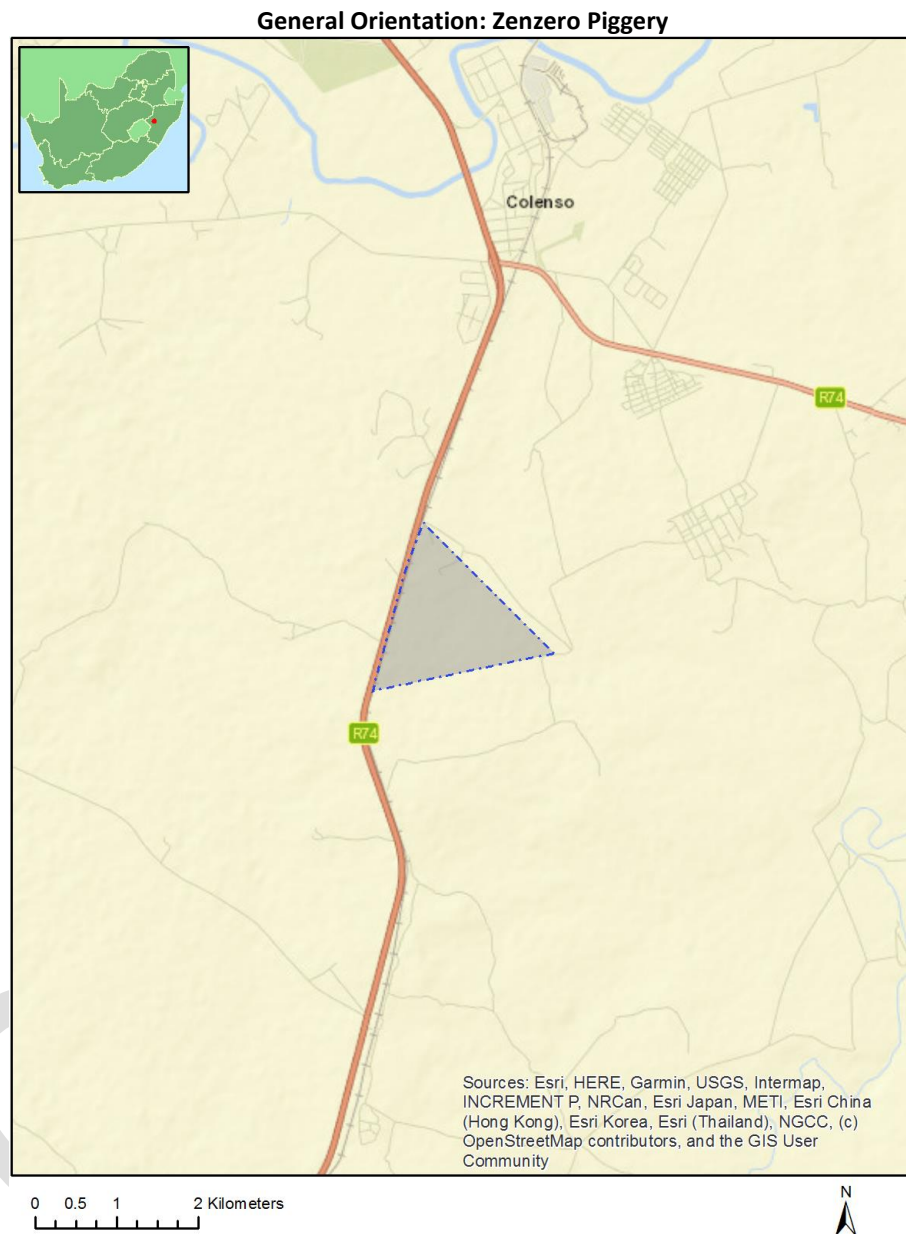 General Orientation: Zenzero Piggery
Colenso
R74
R74
Sources: Esri, HERE, Garmin, USGS, Intermap,
INCREMENT P, NRCan, Esri Japan, METI, Esri China
(Hong Kong), Esri Korea, Esri (Thailand), NGCC, (c)
OpenStreetMap contributors, and the GIS User
Community
0 0.5 1 2 Kilometers
N